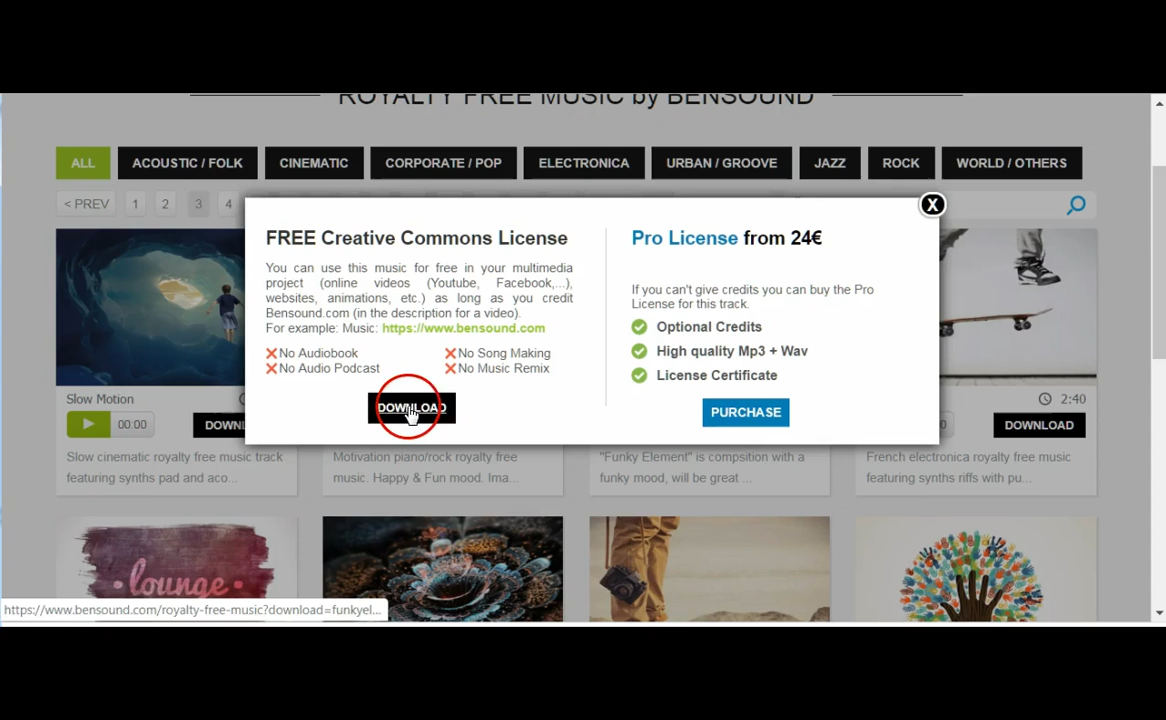 ROYALTY FREE MUSIC by BENSOUND
ALL
ACOUSTIC / FOLK
CINEMATIC
CORPORATE / POP
ELECTRONICA
URBAN / GROOVE
JAZZ
ROCK
WORLD / OTHERS
< PREV
1
2
3
4
X
FREE Creative Commons License
You can use this music for free in your multimedia
project (online videos (Youtube, Facebook,...),
websites, animations, etc.) as long as you credit
Bensound.com (in the description for a video).
For example: Music: https://www.bensound.com
No Audiobook
No Song Making
No Audio Podcast
No Music Remix
DOWNLOAD
Pro License from 24€
If you can't give credits you can buy the Pro
License for this track.
Optional Credits
High quality Mp3 + Wav
License Certificate
PURCHASE
Slow Motion
00:00
DOWNL
Slow cinematic royalty free music track
featuring synths pad and aco...
Motivation piano/rock royalty free
music. Happy & Fun mood. Ima...
"Funky Element" is compsition with a
funky mood, will be great ...
2:40
0
DOWNLOAD
French electronica royalty free music
featuring synths riffs with pu...
•lounge•
https://www.bensound.com/royalty-free-music?download=funkyel...